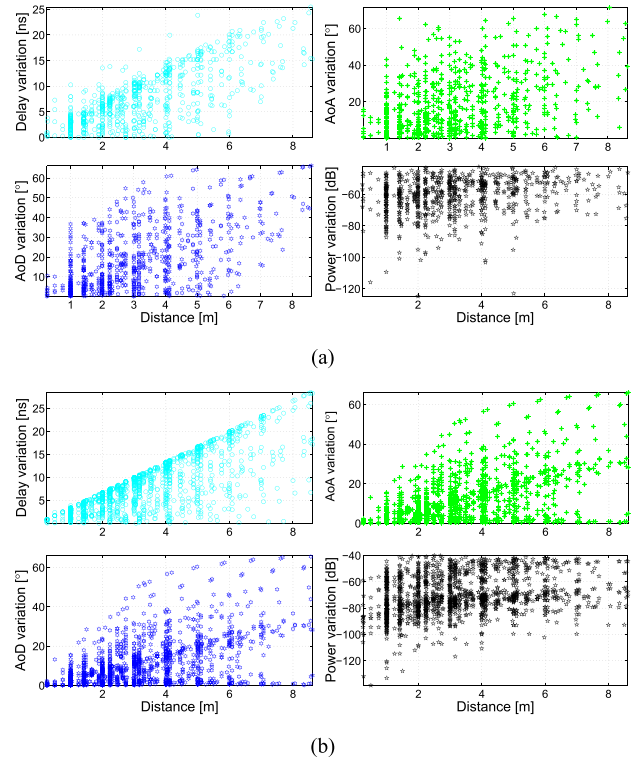 Delay variation [ns]
25
20
15
10
5
0
0 2 4 6 8
AoA variation [°]
60
40
20
1 2 3 4 5 6 7 8
AoD variation [°]
60
50
40
30
20
10
1 2 3 4 5 6 7 8
Distance [m]
Power variation [dB]
−60
−80
−100
−120
2 4 6 8
Distance [m]
(a)
Delay variation [ns]
25
20
15
10
5
2 4 6 8
AoA variation [°]
60
40
20
0
2 4 6 8
AoD variation [°]
60
40
20
0
2 4 6 8
Distance [m]
Power variation [dB]
−40
−60
−80
−100
−120
2 4 6 8
Distance [m]
(b)